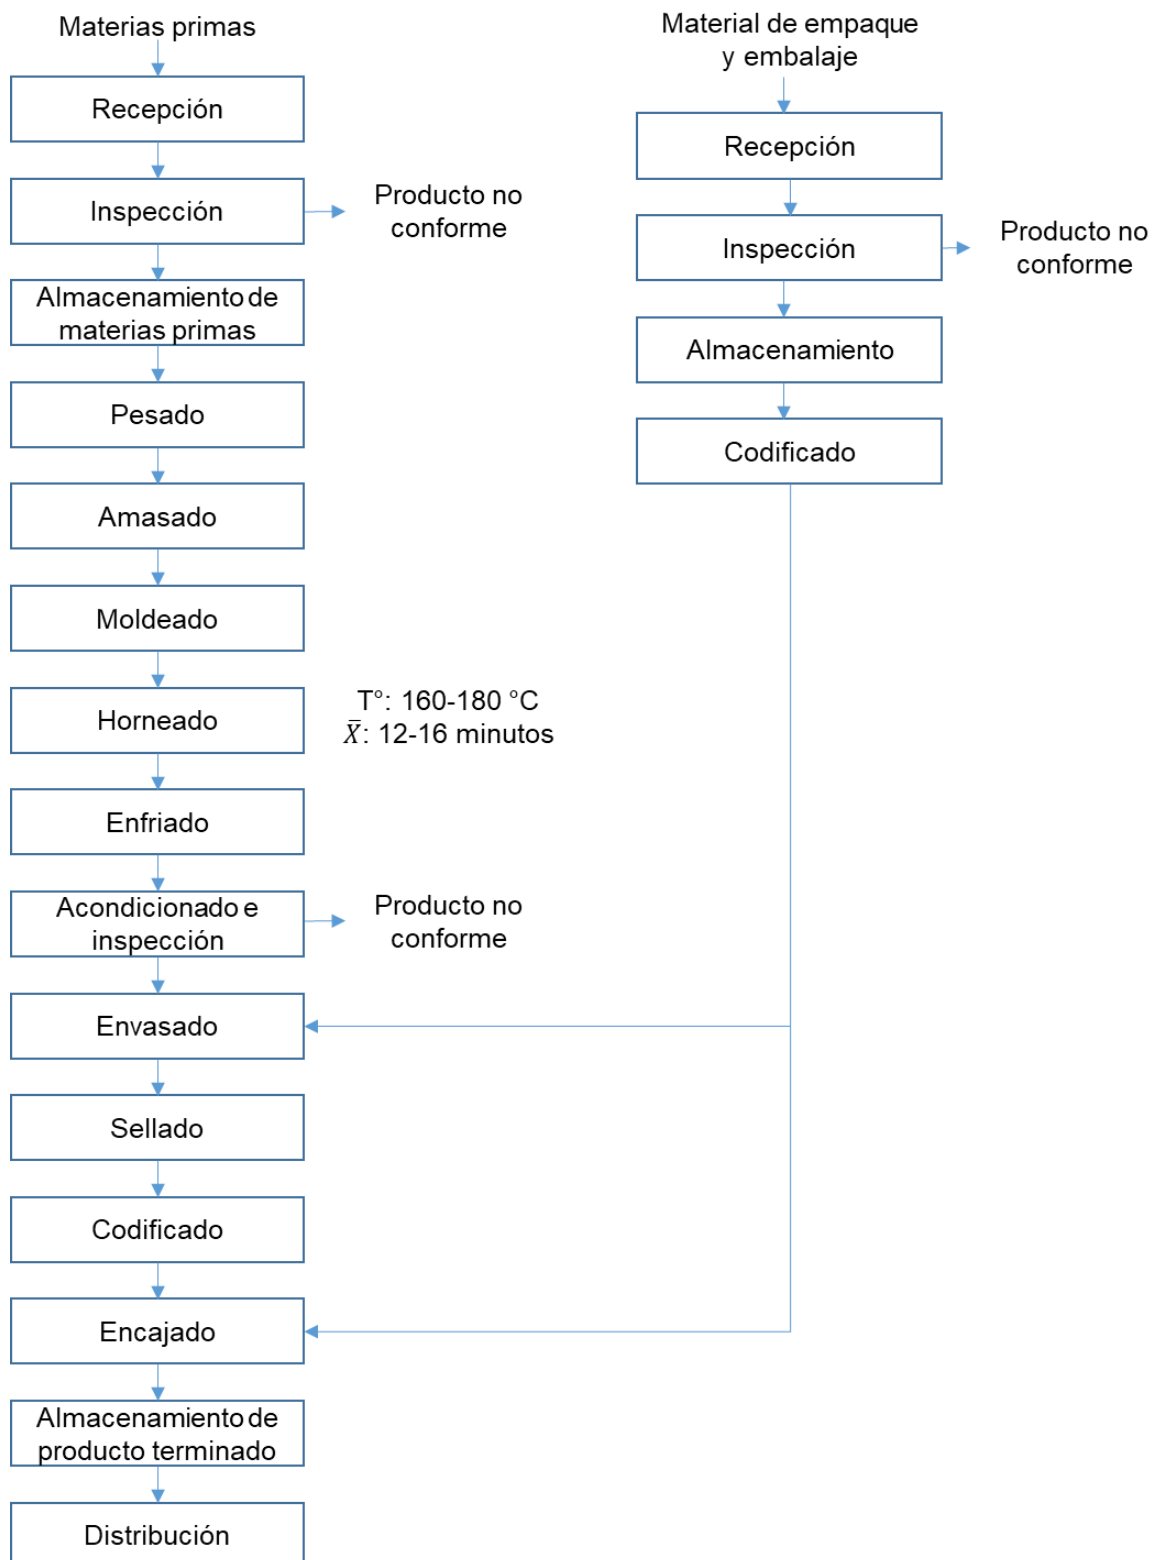 Materias primas
Recepción
Inspección
Producto no
conforme
Almacenamiento de
materias primas
Pesado
Amasado
Moldeado
Horneado
T°: 160-180 °C
X̄: 12-16 minutos
Enfriado
Acondicionado e
inspección
Producto no
conforme
Envasado
Sellado
Codificado
Encajado
Almacenamiento de
producto terminado
Distribución
Material de empaque
y embalaje
Recepción
Inspección
Producto no
conforme
Almacenamiento
Codificado